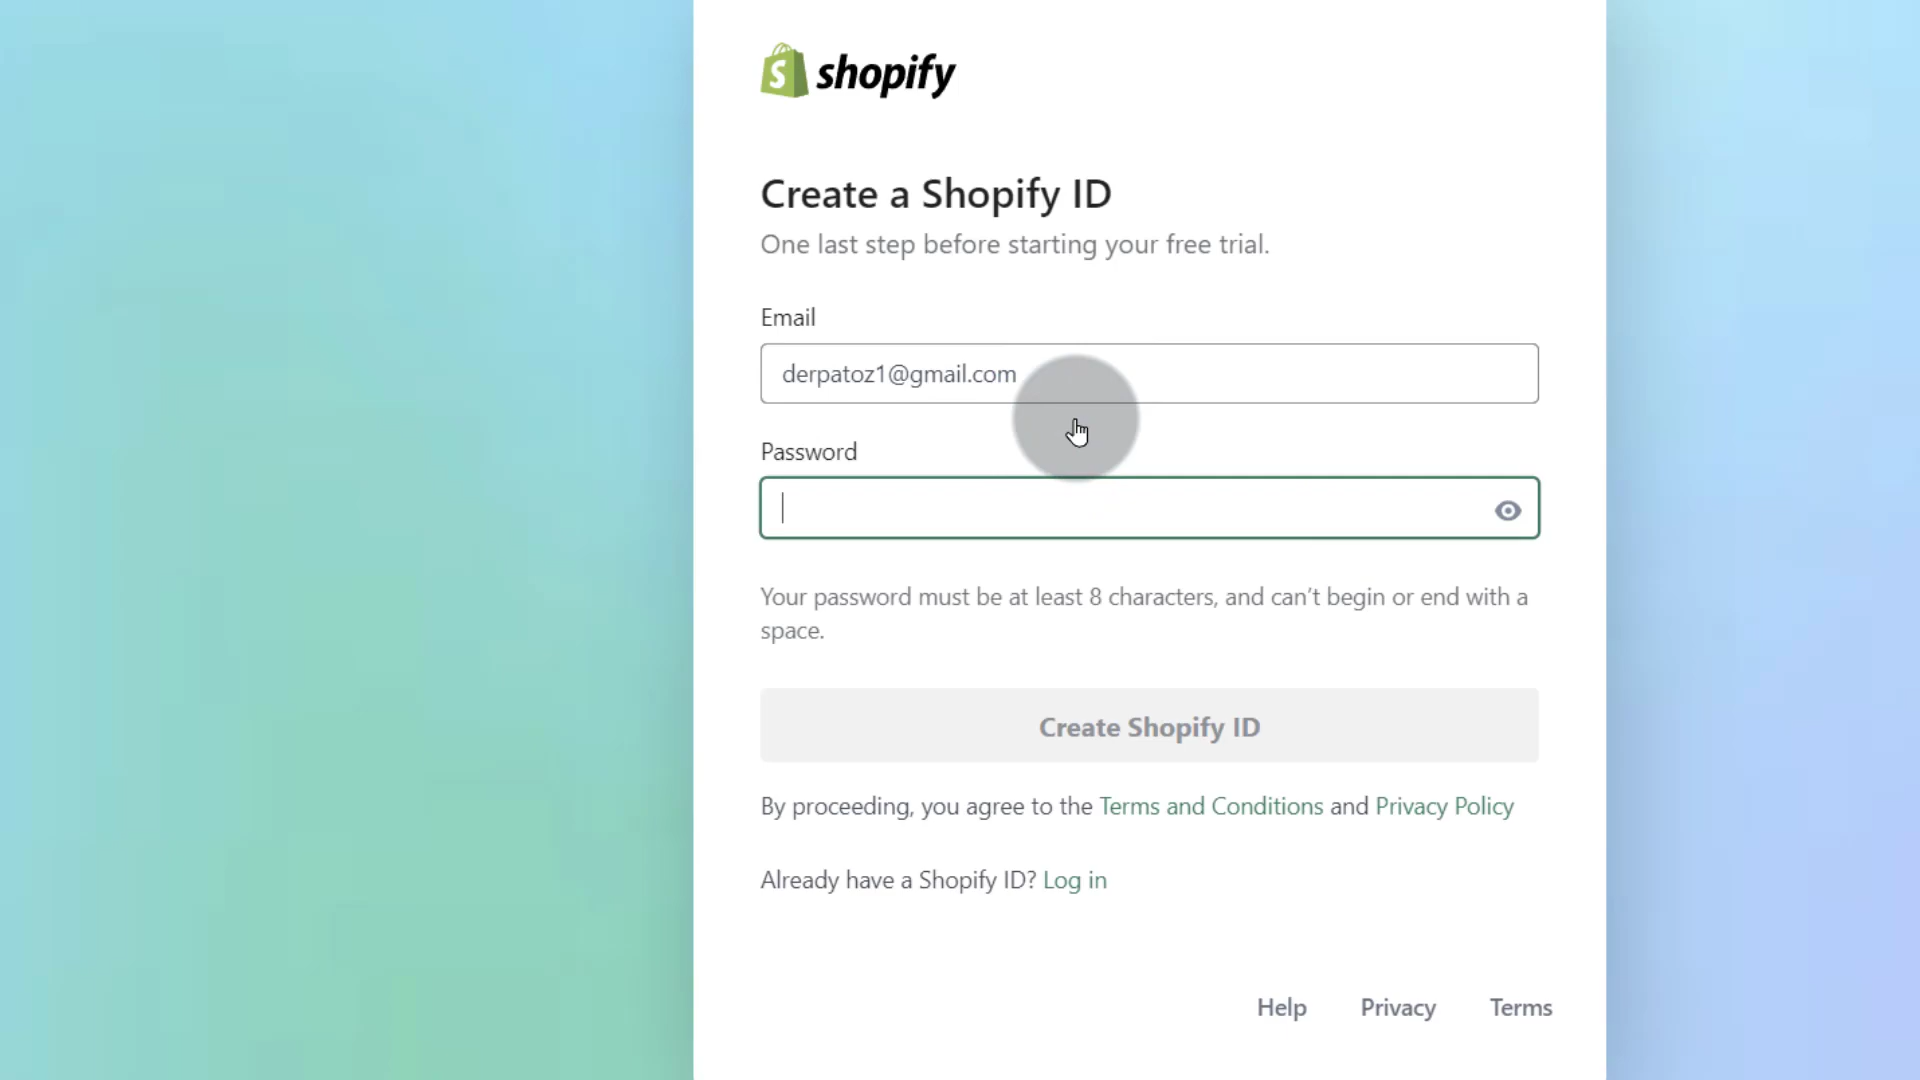 shopify
Create a Shopify ID
One last step before starting your free trial.
Email
derpatoz1@gmail.com
Password
Your password must be at least 8 characters, and can’t begin or end with a
space.
Create Shopify ID
By proceeding, you agree to the Terms and Conditions and Privacy Policy
Already have a Shopify ID? Log in
Help Privacy Terms